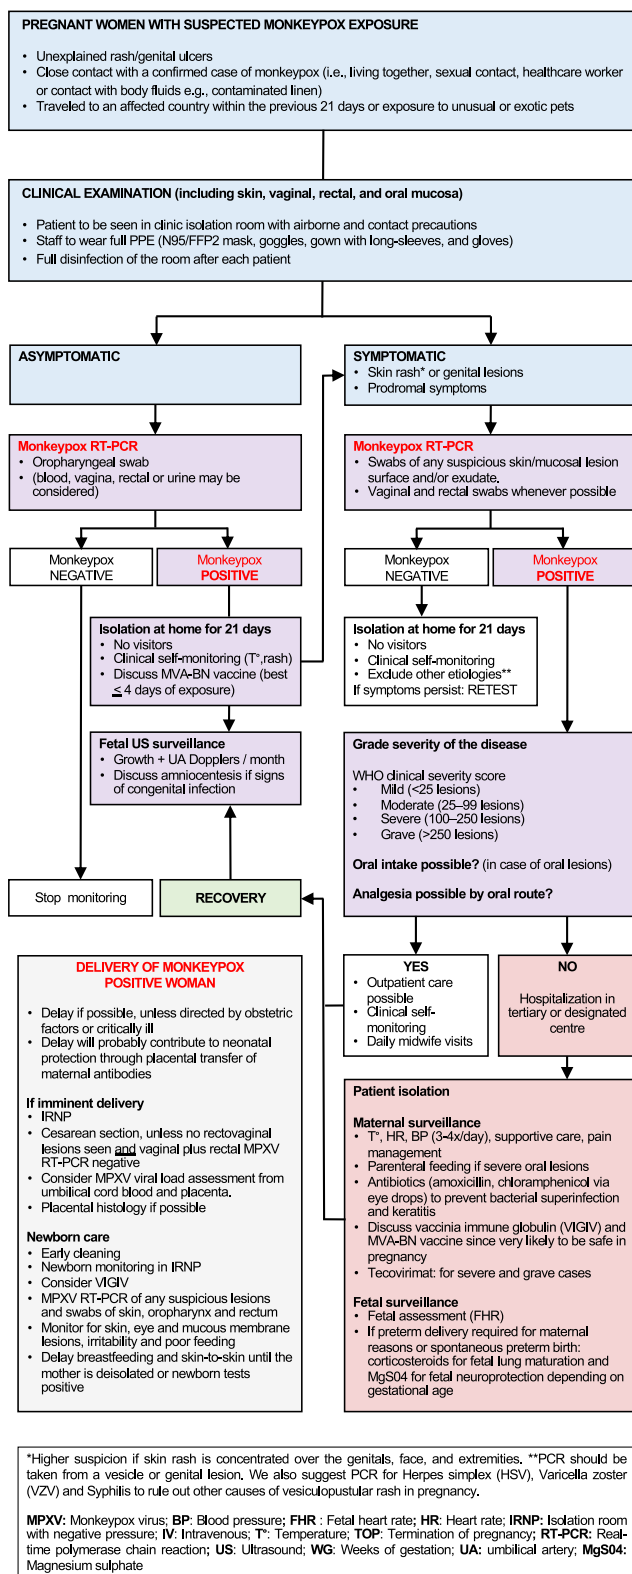 PREGNANT WOMEN WITH SUSPECTED MONKEYPOX EXPOSURE
• Unexplained rash/genital ulcers
• Close contact with a confirmed case of monkeypox (i.e., living together, sexual contact, healthcare worker
or contact with body fluids e.g., contaminated linen)
• Traveled to an affected country within the previous 21 days or exposure to unusual or exotic pets
CLINICAL EXAMINATION (including skin, vaginal, rectal, and oral mucosa)
• Patient to be seen in clinic isolation room with airborne and contact precautions
• Staff to wear full PPE (N95/FFP2 mask, goggles, gown with long-sleeves, and gloves)
• Full disinfection of the room after each patient
ASYMPTOMATIC
SYMPTOMATIC
• Skin rash* or genital lesions
• Prodromal symptoms
Monkeypox RT-PCR
• Oropharyngeal swab
• (blood, vagina, rectal or urine may be
considered)
Monkeypox RT-PCR
• Swabs of any suspicious skin/mucosal lesion
surface and/or exudate.
• Vaginal and rectal swabs whenever possible
Monkeypox
NEGATIVE
Monkeypox
POSITIVE
Monkeypox
NEGATIVE
Monkeypox
POSITIVE
Isolation at home for 21 days
• No visitors
• Clinical self-monitoring (T°,rash)
• Discuss MVA-BN vaccine (best
≤ 4 days of exposure)
Isolation at home for 21 days
• No visitors
• Clinical self-monitoring
• Exclude other etiologies**
If symptoms persist: RETEST
Fetal US surveillance
• Growth + UA Dopplers / month
• Discuss amniocentesis if signs
of congenital infection
Grade severity of the disease
WHO clinical severity score
• Mild (<25 lesions)
• Moderate (25–99 lesions)
• Severe (100–250 lesions)
• Grave (>250 lesions)
Oral intake possible? (in case of oral lesions)
Analgesia possible by oral route?
Stop monitoring
RECOVERY
YES
• Outpatient care
possible
• Clinical self-
monitoring
• Daily midwife visits
NO
Hospitalization in
tertiary or designated
centre
DELIVERY OF MONKEYPOX
POSITIVE WOMAN
• Delay if possible, unless directed by obstetric
factors or critically ill
• Delay will probably contribute to neonatal
protection through placental transfer of
maternal antibodies
If imminent delivery
• IRNP
• Cesarean section, unless no rectovaginal
lesions seen and vaginal plus rectal MPXV
RT-PCR negative
• Consider MPXV viral load assessment from
umbilical cord blood and placenta.
• Placental histology if possible
Newborn care
• Early cleaning
• Newborn monitoring in IRNP
• Consider VIGIV
• MPXV RT-PCR of any suspicious lesions
and swabs of skin, oropharynx and rectum
• Monitor for skin, eye and mucous membrane
lesions, irritability and poor feeding
• Delay breastfeeding and skin-to-skin until the
mother is deisolated or newborn tests
positive
Patient isolation
Maternal surveillance
• T°, HR, BP (3-4x/day), supportive care, pain
management
• Parenteral feeding if severe oral lesions
• Antibiotics (amoxicillin, chloramphenicol via
eye drops) to prevent bacterial superinfection
and keratitis
• Discuss vaccinia immune globulin (VIGIV) and
MVA-BN vaccine since very likely to be safe in
pregnancy
• Tecovirimat: for severe and grave cases
Fetal surveillance
• Fetal assessment (FHR)
• If preterm delivery required for maternal
reasons or spontaneous preterm birth:
corticosteroids for fetal lung maturation and
MgS04 for fetal neuroprotection depending on
gestational age
*Higher suspicion if skin rash is concentrated over the genitals, face, and extremities. **PCR should be
taken from a vesicle or genital lesion. We also suggest PCR for Herpes simplex (HSV), Varicella zoster
(VZV) and Syphilis to rule out other causes of vesiculopustular rash in pregnancy.
MPXV: Monkeypox virus; BP: Blood pressure; FHR : Fetal heart rate; HR: Heart rate; IRNP: Isolation room
with negative pressure; IV: Intravenous; T°: Temperature; TOP: Termination of pregnancy; RT-PCR: Real-
time polymerase chain reaction; US: Ultrasound; WG: Weeks of gestation; UA: umbilical artery; MgS04:
Magnesium sulphate